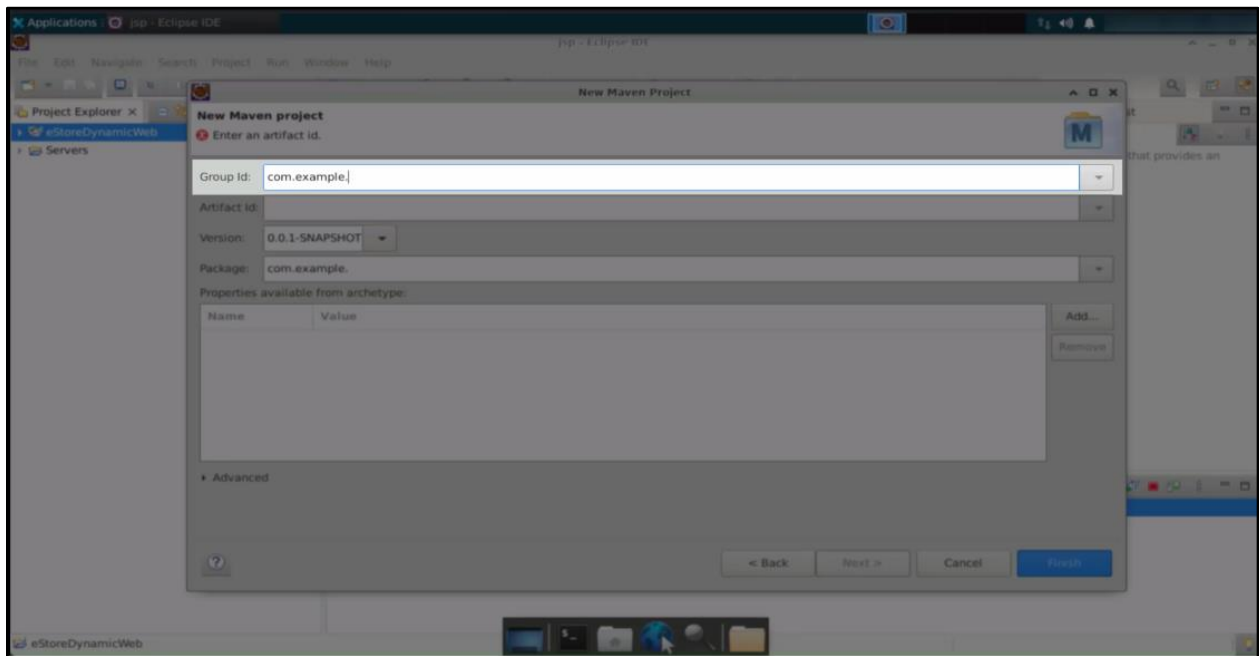 Applications jsp - Eclipse IDE
jsp - Eclipse IDE
File Edit Navigate Search Project Run Window Help
New Maven Project
Project Explorer
New Maven project
Enter an artifact id.
eStoreDynamicWeb
Servers
that provides an
Group Id: com.example.
Artifact Id:
Version: 0.0.1-SNAPSHOT
Package: com.example.
Properties available from archetype:
Name Value Add...
Remove
Advanced
< Back Next > Cancel Finish
eStoreDynamicWeb